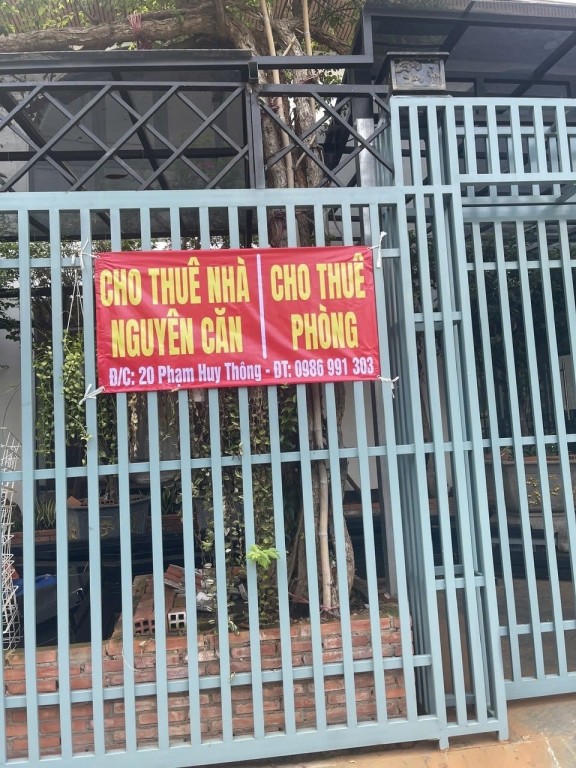 CHO THUÊ NHÀ
NGUYÊN CĂN
CHO THUÊ
PHÒNG
Đ/C: 20 Phạm Huy Thông - ĐT: 0986 991 303